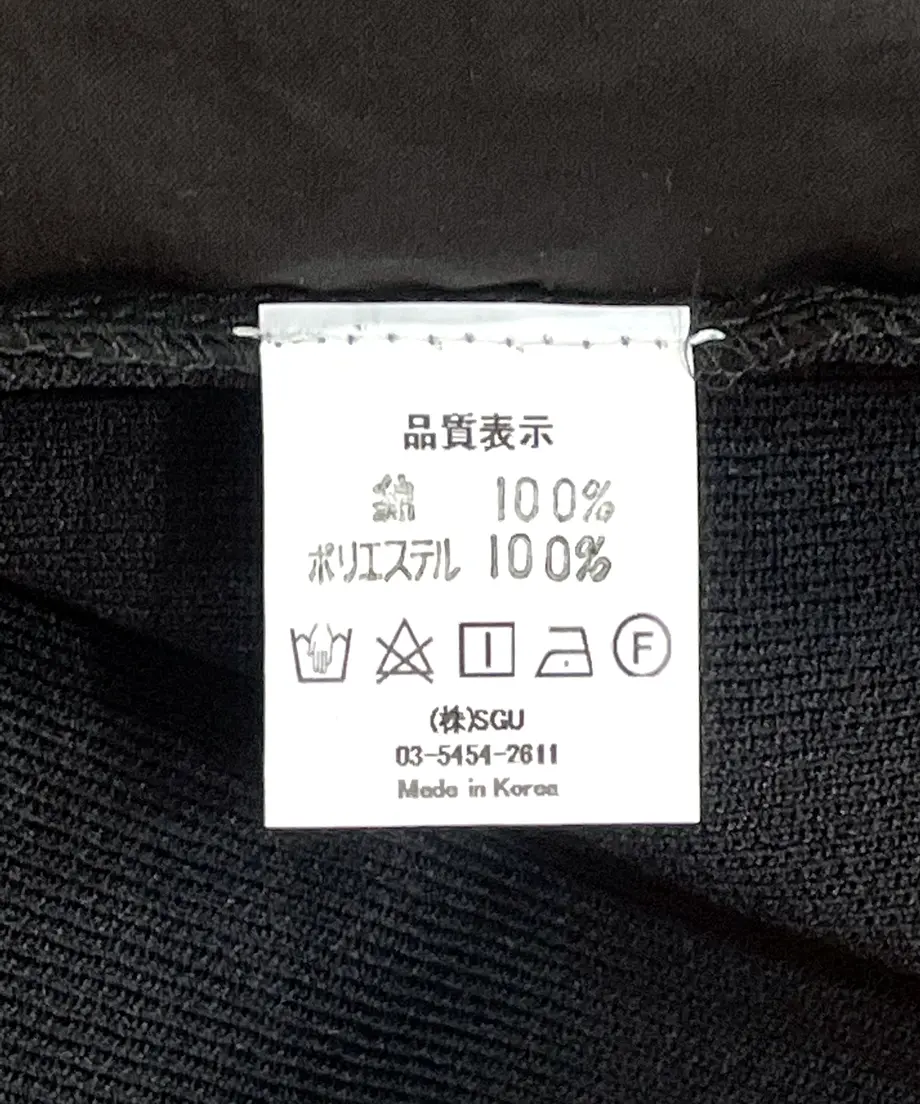 品質表示
綿 100%
ポリエステル 100%
F
(株)SGU
03-5454-2611
Made in Korea